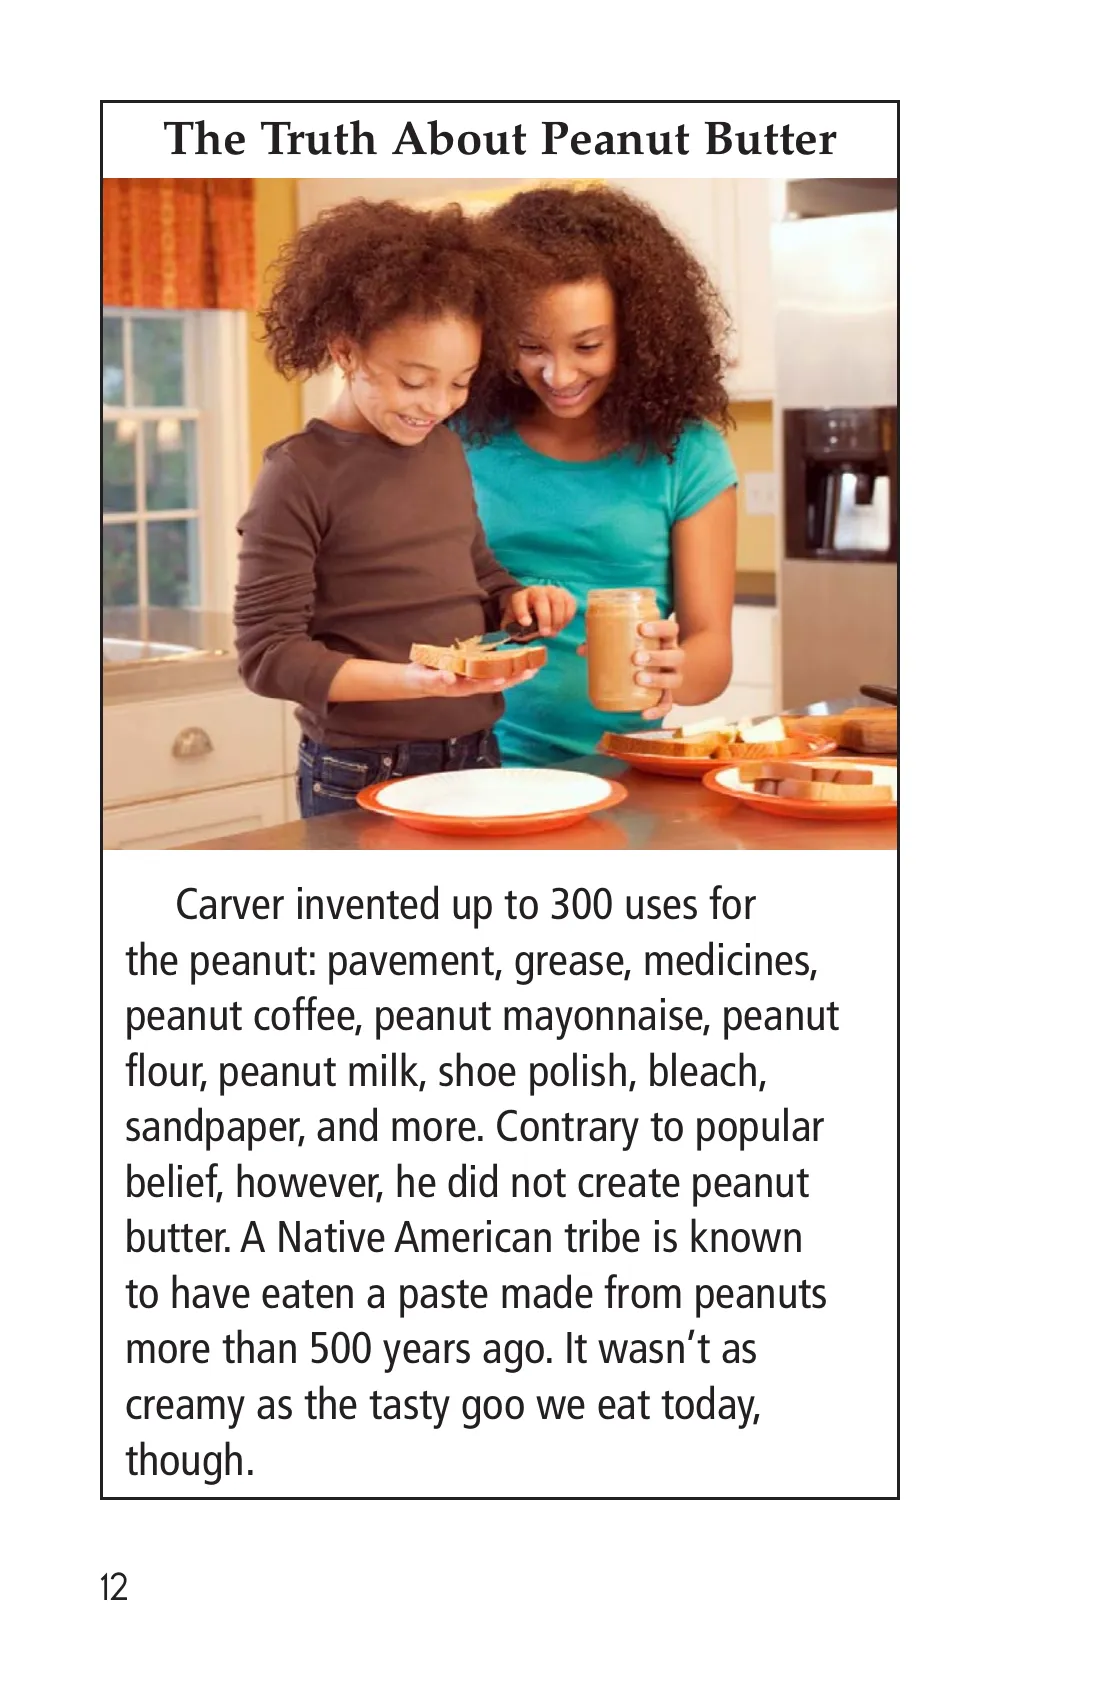 The Truth About Peanut Butter
Carver invented up to 300 uses for
the peanut: pavement, grease, medicines,
peanut coffee, peanut mayonnaise, peanut
flour, peanut milk, shoe polish, bleach,
sandpaper, and more. Contrary to popular
belief, however, he did not create peanut
butter. A Native American tribe is known
to have eaten a paste made from peanuts
more than 500 years ago. It wasn’t as
creamy as the tasty goo we eat today,
though.
12